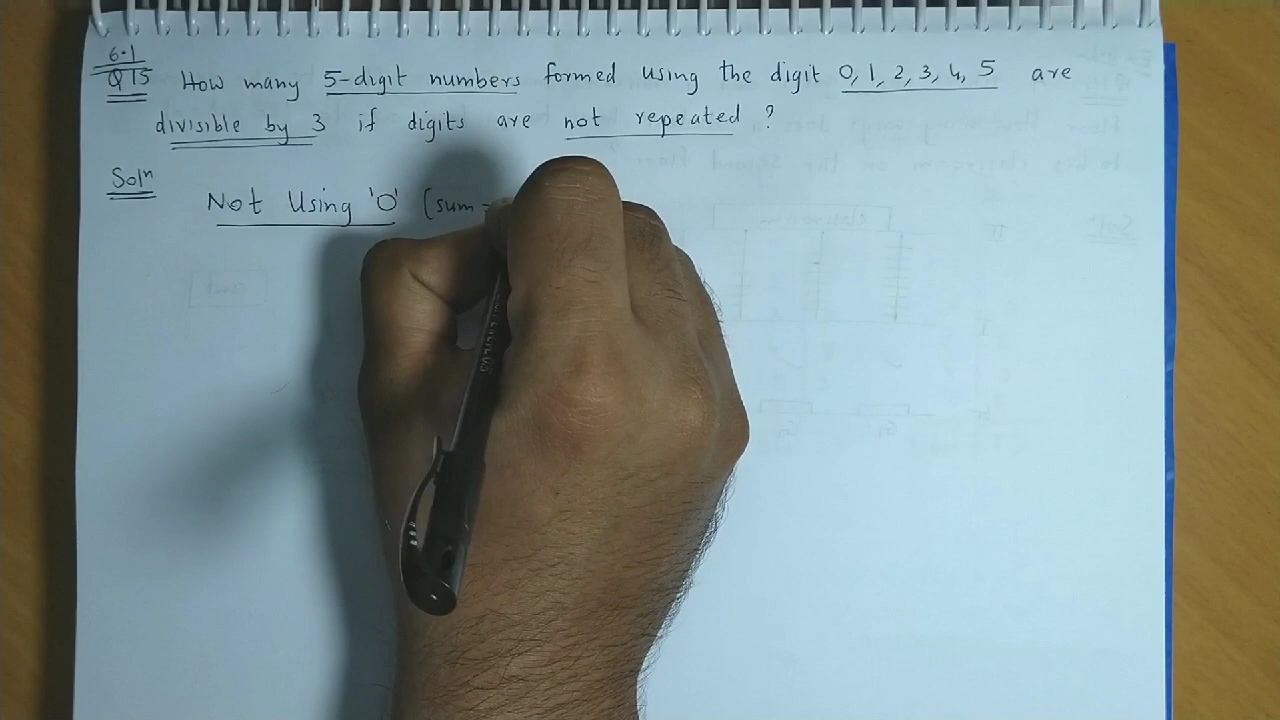 6.1
Q15 How many 5-digit numbers formed using the digit 0, 1, 2, 3, 4, 5 are
divisible by 3 if digits are not repeated ?
Solⁿ
Not Using '0' (sum =